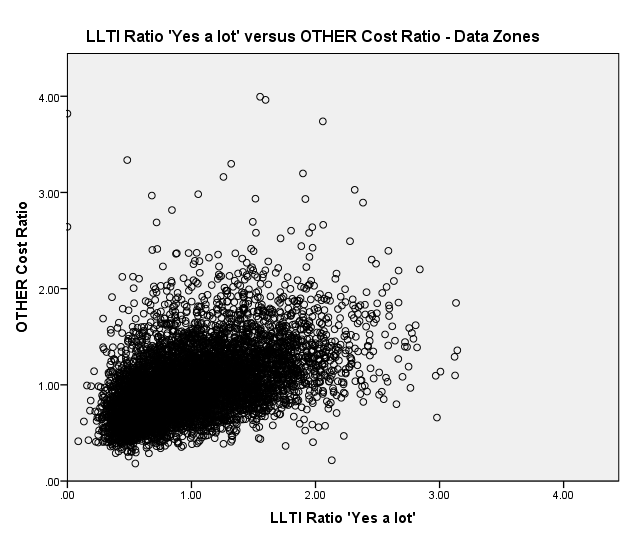 LLTI Ratio 'Yes a lot' versus OTHER Cost Ratio - Data Zones
4.00
3.00
2.00
1.00
.00
OTHER Cost Ratio
.00 1.00 2.00 3.00 4.00
LLTI Ratio 'Yes a lot'